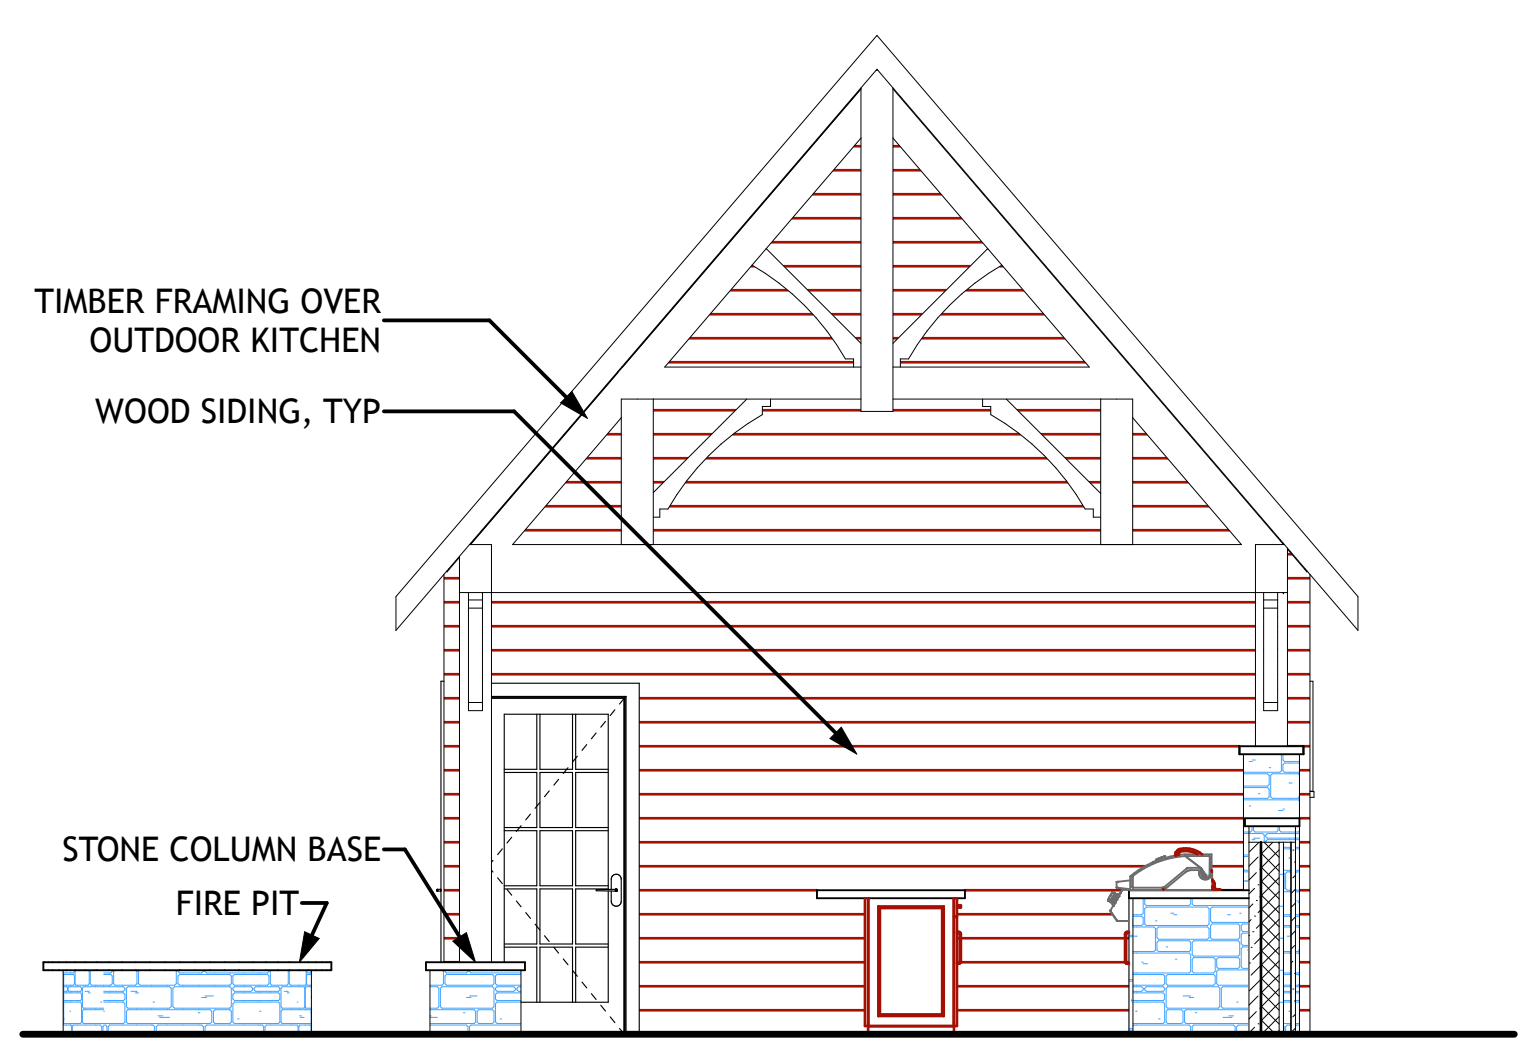 TIMBER FRAMING OVER
OUTDOOR KITCHEN
WOOD SIDING, TYP
STONE COLUMN BASE
FIRE PIT